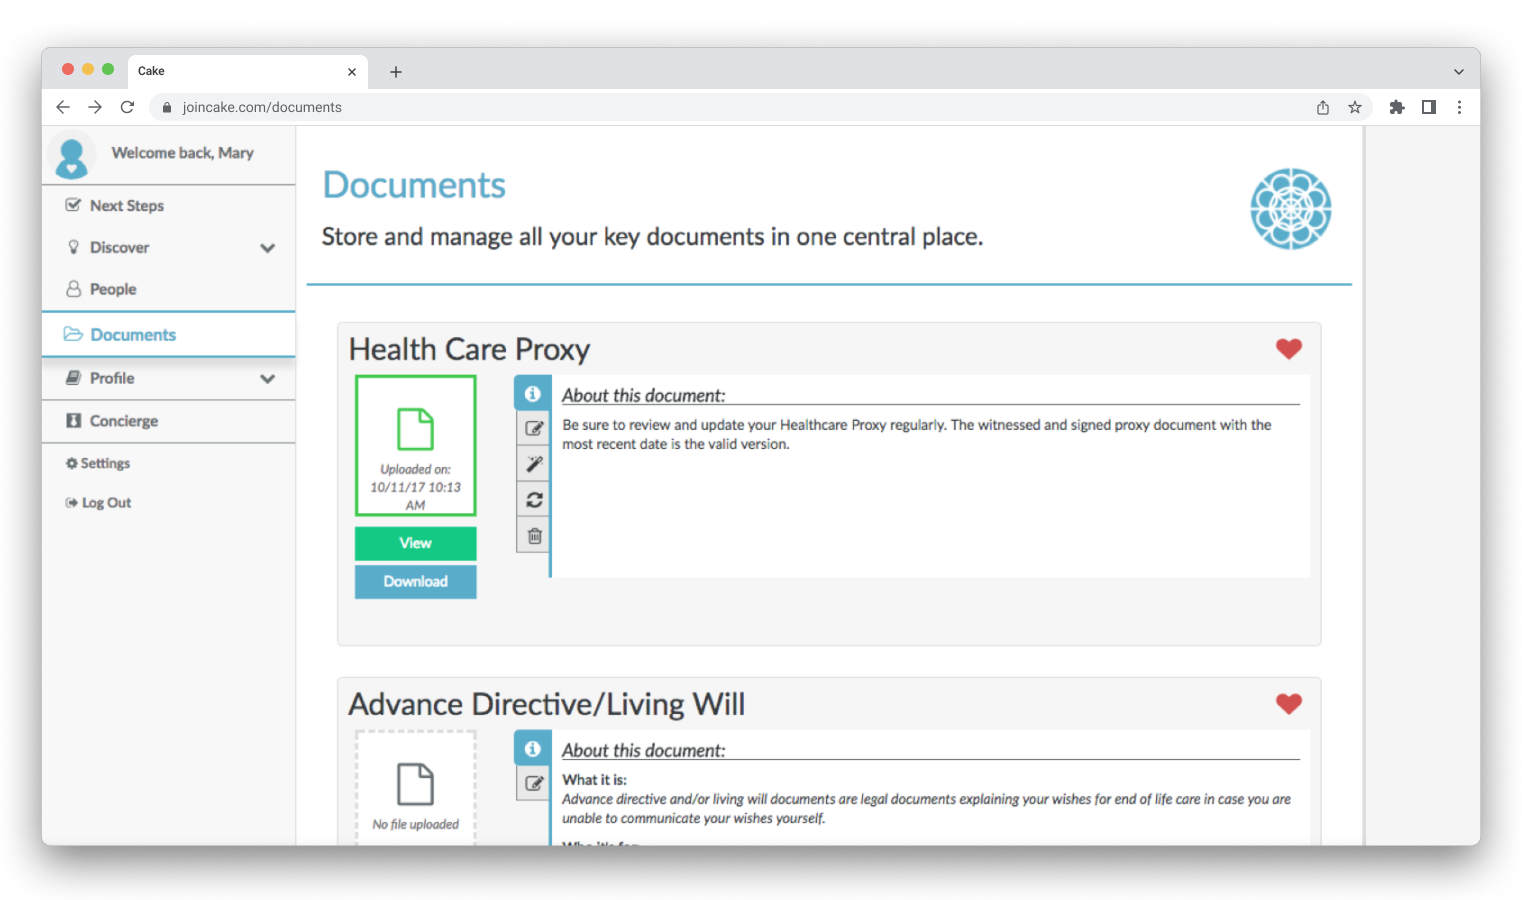 Cake
joincake.com/documents
Welcome back, Mary
Next Steps
Discover
People
Documents
Profile
Concierge
Settings
Log Out
Documents
Store and manage all your key documents in one central place.
Health Care Proxy
Uploaded on:
10/11/17 10:13
AM
View
Download
About this document:
Be sure to review and update your Healthcare Proxy regularly. The witnessed and signed proxy document with the
most recent date is the valid version.
Advance Directive/Living Will
No file uploaded
About this document:
What it is:
Advance directive and/or living will documents are legal documents explaining your wishes for end of life care in case you are
unable to communicate your wishes yourself.
Who it's for: